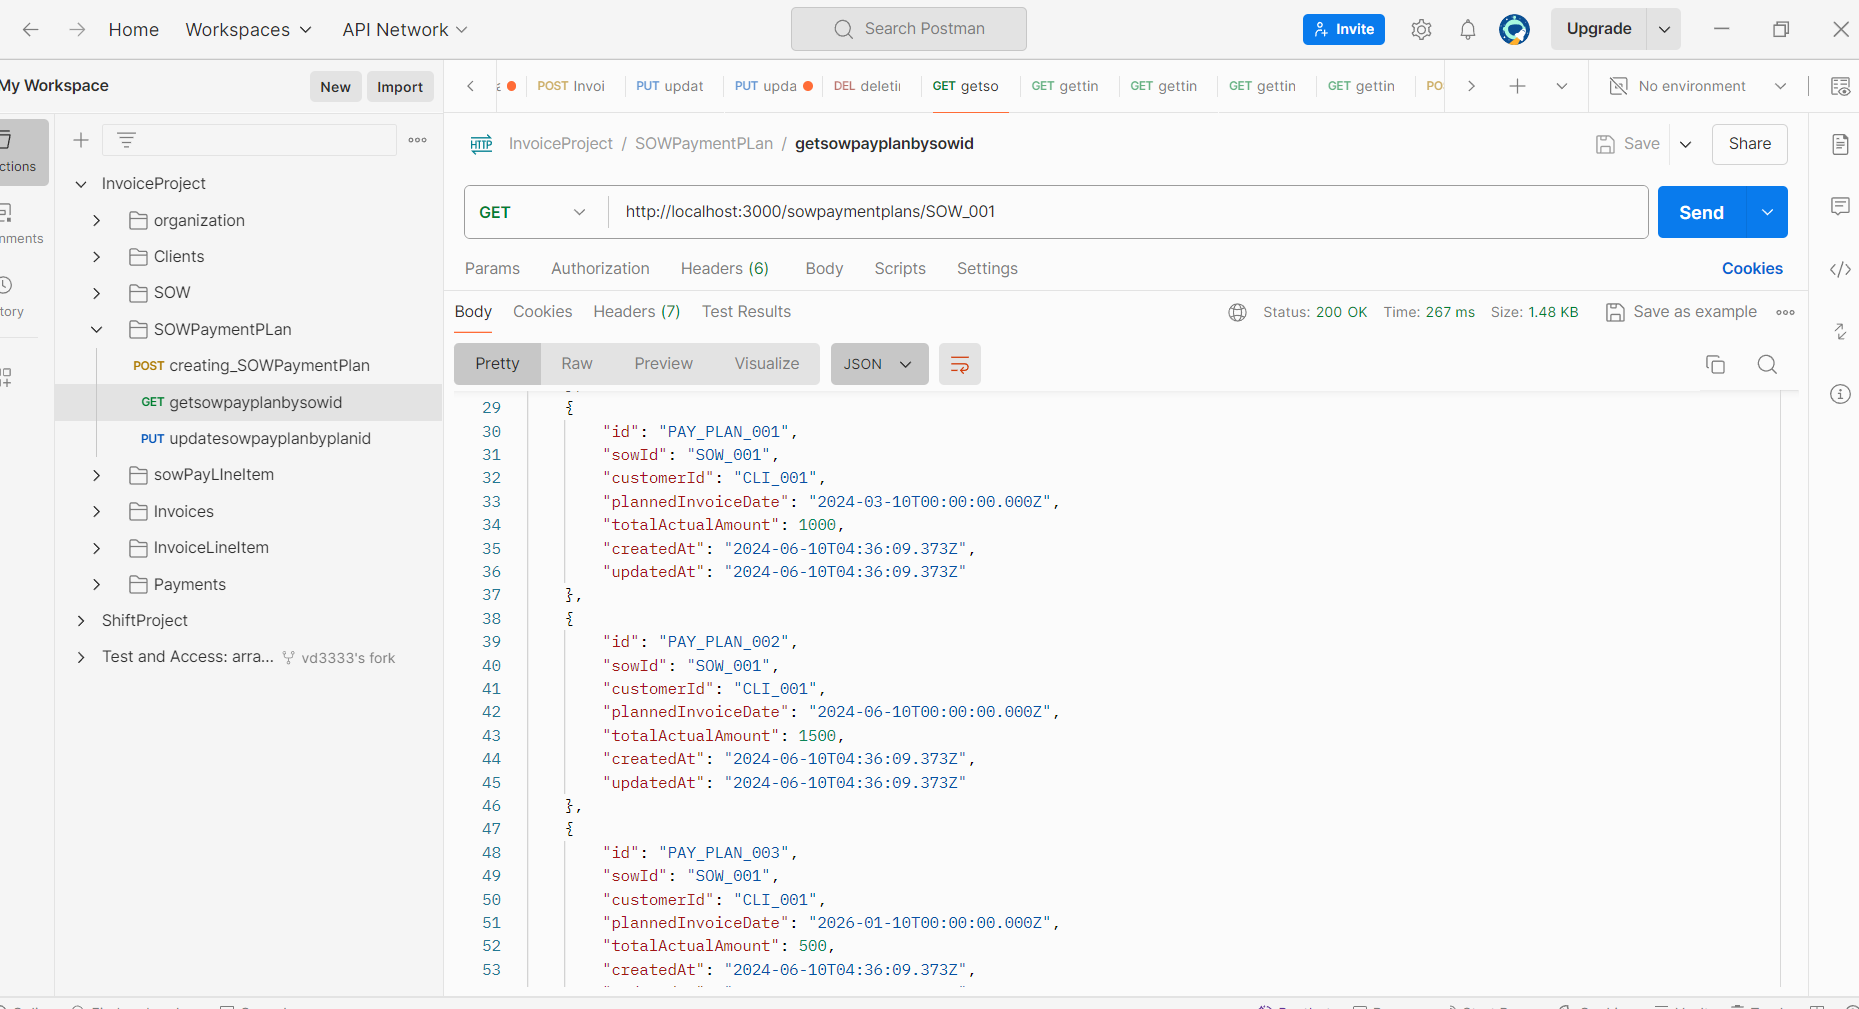 Home
Workspaces
API Network
Search Postman
Invite
Upgrade
My Workspace
New
Import
POST Invoi
PUT updat
PUT upda
DEL deleti
GET getso
GET gettin
GET gettin
GET gettin
GET gettin
PO
No environment
InvoiceProject / SOWPaymentPLan / getsowpayplanbysowid
Save
Share
GET
http://localhost:3000/sowpaymentplans/SOW_001
Send
Params
Authorization
Headers (6)
Body
Scripts
Settings
Cookies
Body
Cookies
Headers (7)
Test Results
Status: 200 OK
Time: 267 ms
Size: 1.48 KB
Save as example
Pretty
Raw
Preview
Visualize
JSON
ctions
nments
tory
InvoiceProject
organization
Clients
SOW
SOWPaymentPLan
POST creating_SOWPaymentPlan
GET getsowpayplanbysowid
PUT updatesowpayplanbyplanid
sowPayLIneItem
Invoices
InvoiceLineItem
Payments
ShiftProject
Test and Access: arra... vd3333's fork
29 {
30 "id": "PAY_PLAN_001",
31 "sowId": "SOW_001",
32 "customerId": "CLI_001",
33 "plannedInvoiceDate": "2024-03-10T00:00:00.000Z",
34 "totalActualAmount": 1000,
35 "createdAt": "2024-06-10T04:36:09.373Z",
36 "updatedAt": "2024-06-10T04:36:09.373Z"
37 },
38 {
39 "id": "PAY_PLAN_002",
40 "sowId": "SOW_001",
41 "customerId": "CLI_001",
42 "plannedInvoiceDate": "2024-06-10T00:00:00.000Z",
43 "totalActualAmount": 1500,
44 "createdAt": "2024-06-10T04:36:09.373Z",
45 "updatedAt": "2024-06-10T04:36:09.373Z"
46 },
47 {
48 "id": "PAY_PLAN_003",
49 "sowId": "SOW_001",
50 "customerId": "CLI_001",
51 "plannedInvoiceDate": "2026-01-10T00:00:00.000Z",
52 "totalActualAmount": 500,
53 "createdAt": "2024-06-10T04:36:09.373Z",